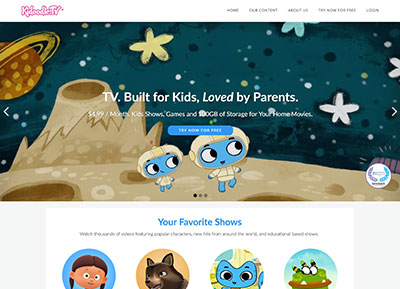 Kidoodle.TV
HOME OUR CONTENT ABOUT US TRY NOW FOR FREE LOGIN
TV. Built for Kids, Loved by Parents.
$4.99 / Month. Kids Shows, Games and 100GB of Storage for Your Home Movies.
TRY NOW FOR FREE
Your Favorite Shows
Watch thousands of videos featuring popular characters, new hits from around the world, and educational based shows.